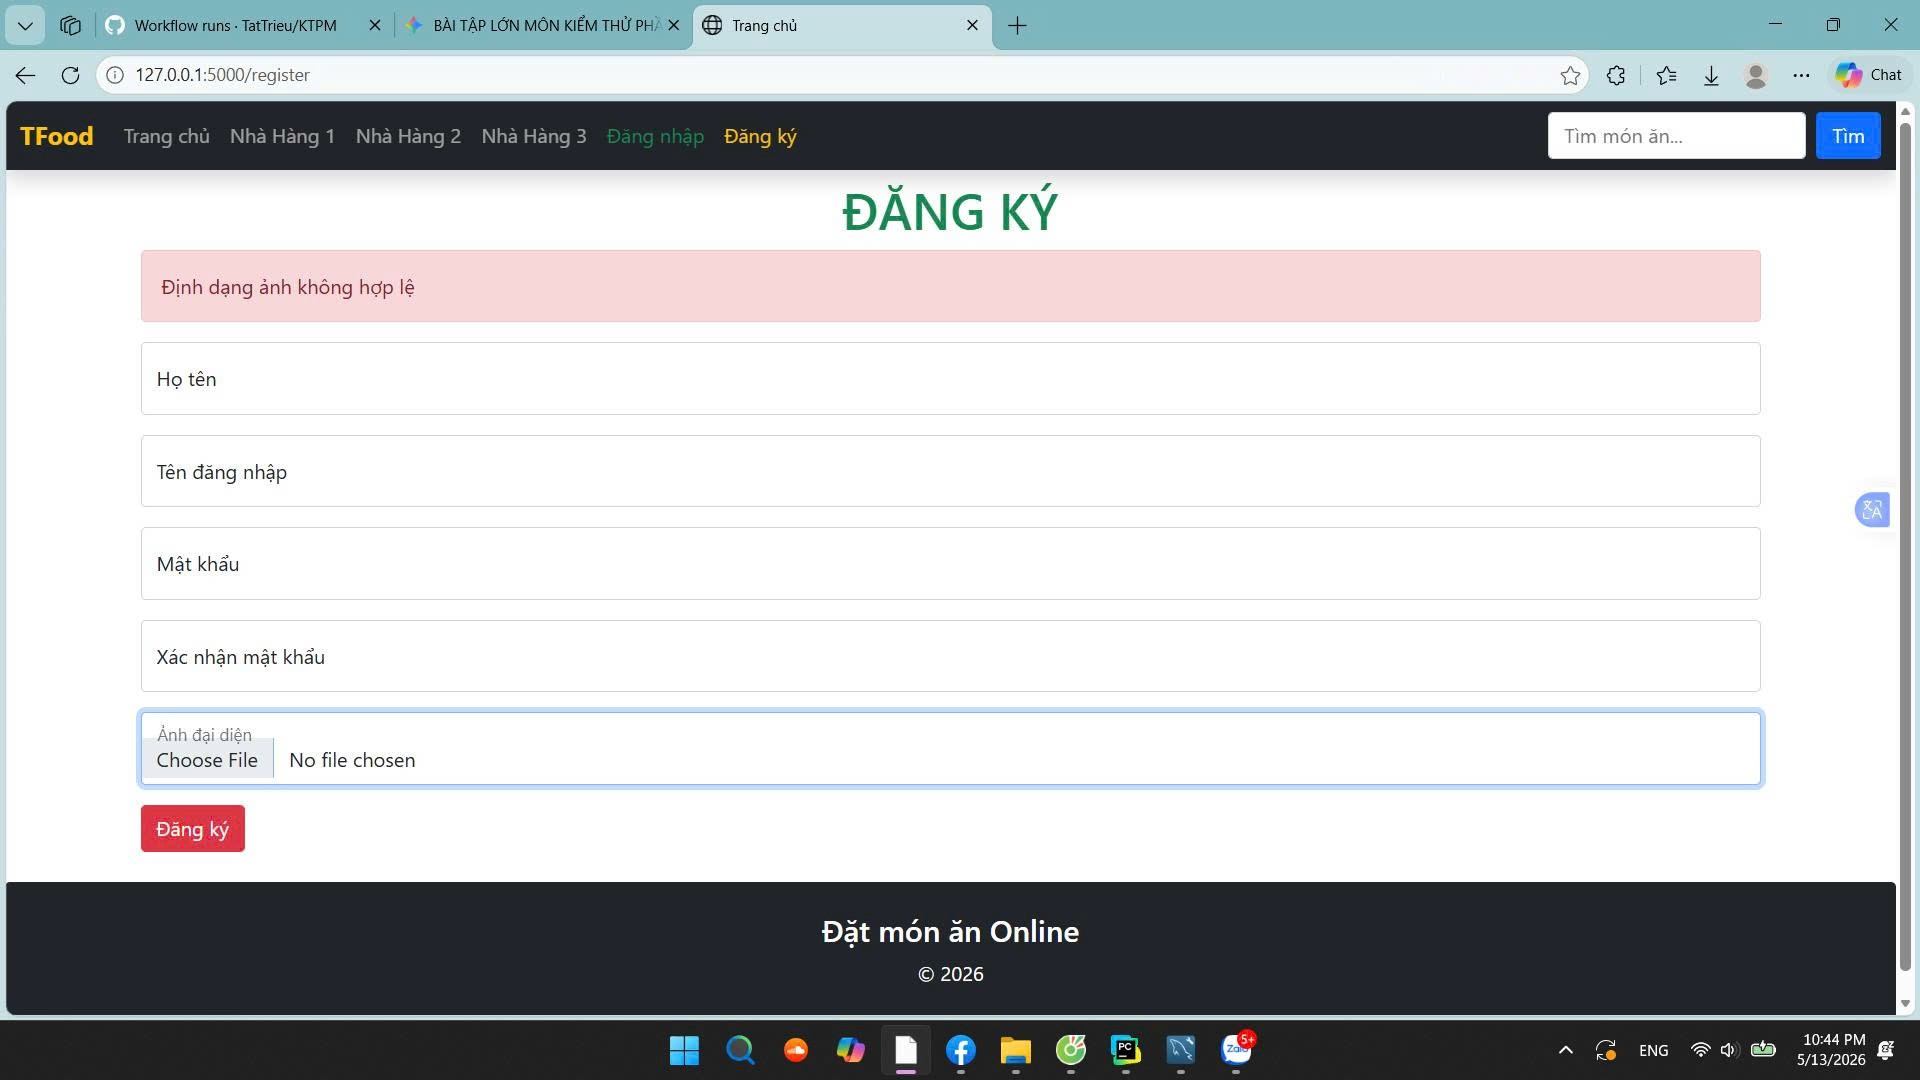 Workflow runs · TatTrieu/KTPM
BÀI TẬP LỚN MÔN KIỂM THỬ PHẦ
Trang chủ
127.0.0.1:5000/register
Chat
TFood
Trang chủ
Nhà Hàng 1
Nhà Hàng 2
Nhà Hàng 3
Đăng nhập
Đăng ký
Tìm món ăn...
Tìm
ĐĂNG KÝ
Định dạng ảnh không hợp lệ
Họ tên
Tên đăng nhập
Mật khẩu
Xác nhận mật khẩu
Ảnh đại diện
Choose File
No file chosen
Đăng ký
Đặt món ăn Online
© 2026
PC
Zalo
5+
ENG
10:44 PM
5/13/2026